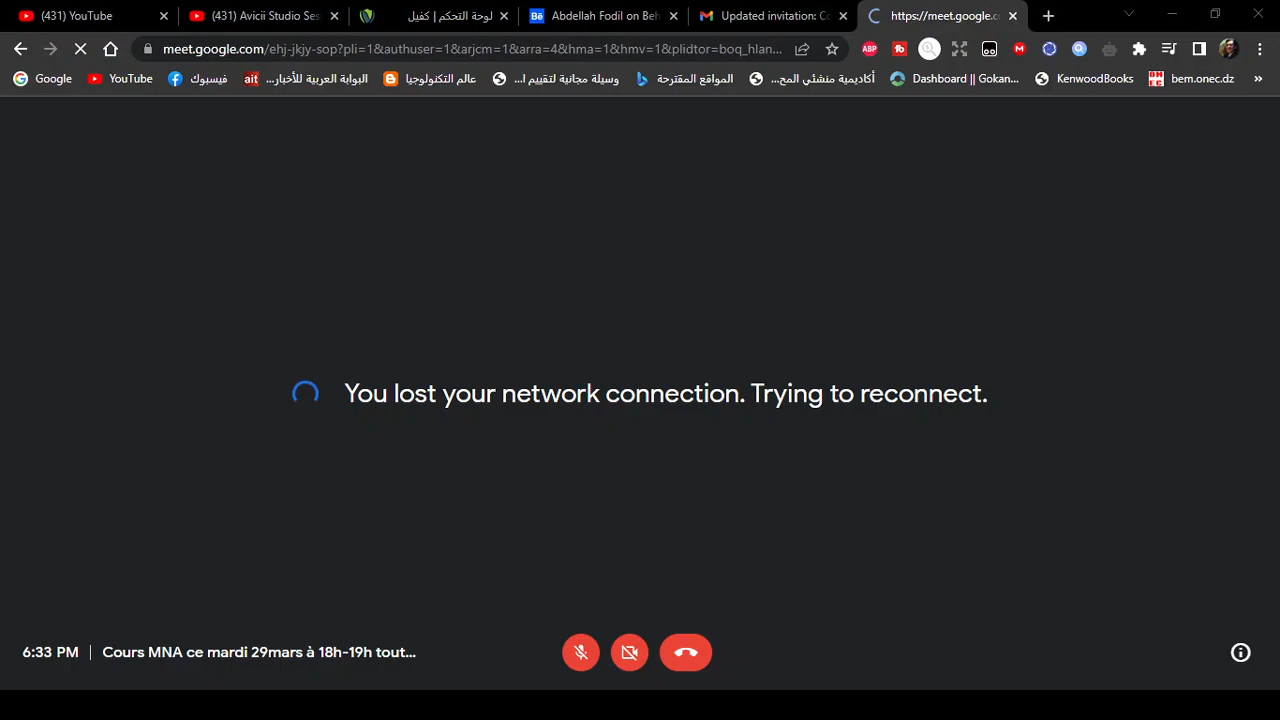 (431) YouTube
(431) Avicii Studio Ses
لوحة التحكم | كفيل
Abdellah Fodil on Beh
Updated invitation: Co
https://meet.google.co
meet.google.com/ehj-jkjy-sop?pli=1&authuser=1&arjcm=1&arra=4&hma=1&hmv=1&plidtor=boq_hlan...
Google
YouTube
فيسبوك
البوابة العربية للأخبار...
عالم التكنولوجيا
وسيلة مجانية لتقييم ا...
المواقع المقترحة
أكاديمية منشئي المح...
Dashboard || Gokan...
KenwoodBooks
bem.onec.dz
You lost your network connection. Trying to reconnect.
6:33 PM
Cours MNA ce mardi 29mars à 18h-19h tout...